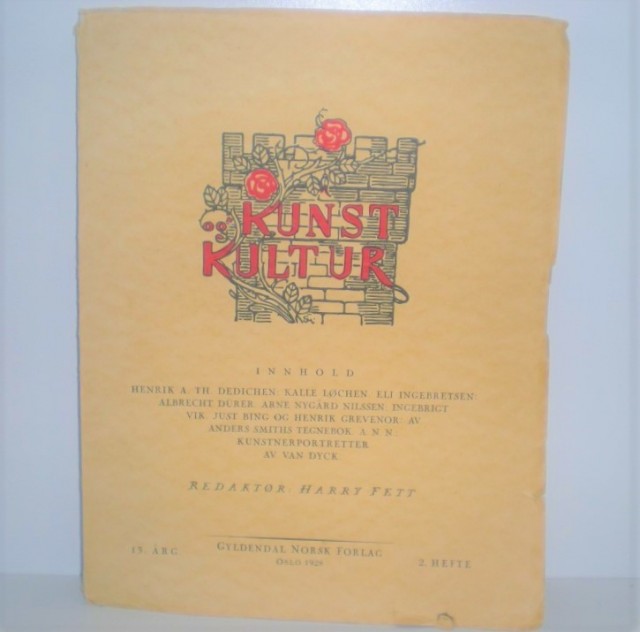 KUNST
OG KULTUR
INNHOLD
HENRIK A. TH. DEDICHEN: KALLE LØCHEN. ELI INGEBRETSEN:
ALBRECHT DÜRER. ARNE NYGÅRD NILSSEN: INGEBRIGT
VIK. JUST BING OG HENRIK GREVENOR: AV
ANDERS SMITHS TEGNEBOK. A. N. N.:
KUNSTNERPORTRETTER
AV VAN DYCK
REDAKTØR: HARRY FETT
15. ÅRG
GYLDENDAL NORSK FORLAG
OSLO 1929
2. HEFTE